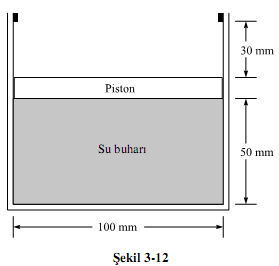 30 mm
Piston
Su buharı
50 mm
100 mm
Şekil 3-12